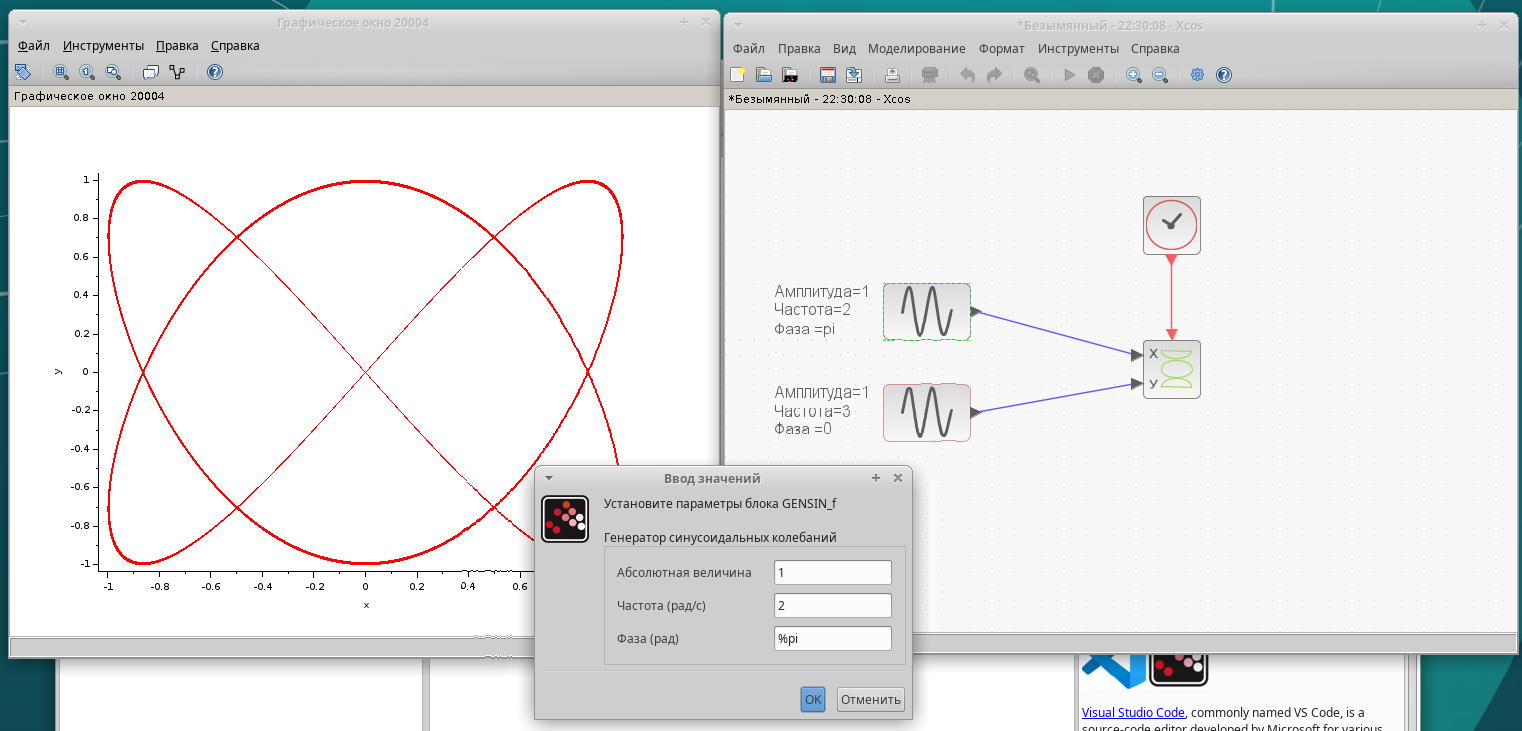 Графическое окно 20004
Файл Инструменты Правка Справка
Графическое окно 20004
1
0.8
0.6
0.4
0.2
0
-0.2
-0.4
-0.6
-0.8
-1
y
-1 -0.8 -0.6 -0.4 -0.2 0 0.2 0.4 0.6
x
*Безымянный - 22:30:08 - Xcos
Файл Правка Вид Моделирование Формат Инструменты Справка
*Безымянный - 22:30:08 - Xcos
Амплитуда=1
Частота=2
Фаза =pi
Амплитуда=1
Частота=3
Фаза =0
X
y
Ввод значений
Установите параметры блока GENSIN_f
Генератор синусоидальных колебаний
Абсолютная величина 1
Частота (рад/с) 2
Фаза (рад) %pi
OK Отменить
Visual Studio Code, commonly named VS Code, is a
source-code editor developed by Microsoft for various